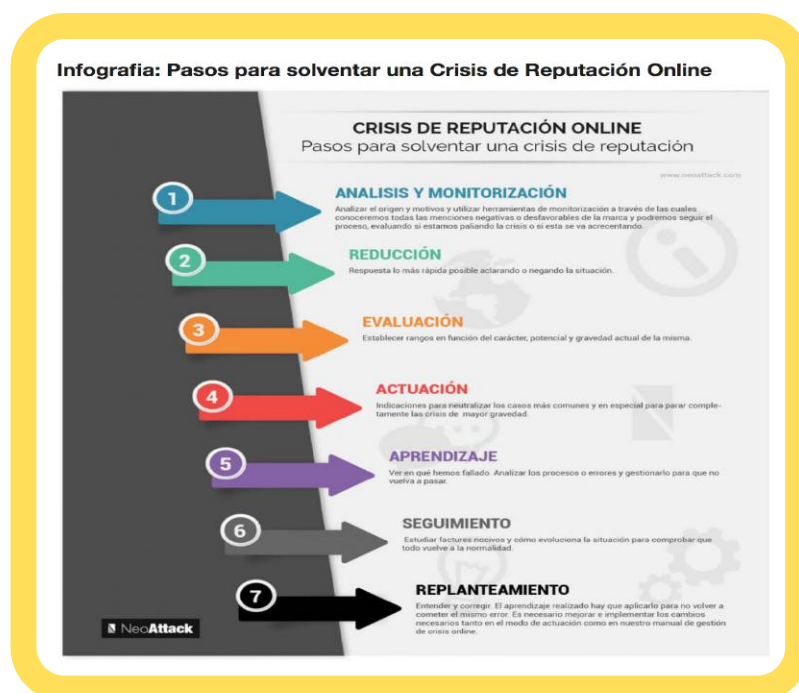 Infografia: Pasos para solventar una Crisis de Reputación Online
CRISIS DE REPUTACIÓN ONLINE
Pasos para solventar una crisis de reputación
www.neoattack.com
1
ANALISIS Y MONITORIZACIÓN
Analizar el origen y motivos y utilizar herramientas de monitorización a través de las cuales
conoceremos todas las menciones negativas o desfavorables de la marca y podremos seguir el
proceso, evaluando si estamos paliando la crisis o si esta se va acrecentando.
2
REDUCCIÓN
Respuesta lo más rápida posible aclarando o negando la situación.
3
EVALUACIÓN
Establecer rangos en función del carácter, potencial y gravedad actual de la misma.
4
ACTUACIÓN
Indicaciones para neutralizar los casos más comunes y en especial para parar comple-
tamente las crisis de mayor gravedad.
5
APRENDIZAJE
Ver en qué hemos fallado. Analizar los procesos o errores y gestionarlo para que no
vuelva a pasar.
6
SEGUIMIENTO
Estudiar factures nocivos y cómo evoluciona la situación para comprobar que
todo vuelve a la normalidad.
7
REPLANTEAMIENTO
Entender y corregir. El aprendizaje realizado hay que aplicarlo para no volver a
cometer el mismo error. Es necesario mejorar e implementar los cambios
necesarios tanto en el modo de actuación como en nuestro manual de gestión
de crisis online.
NeoAttack